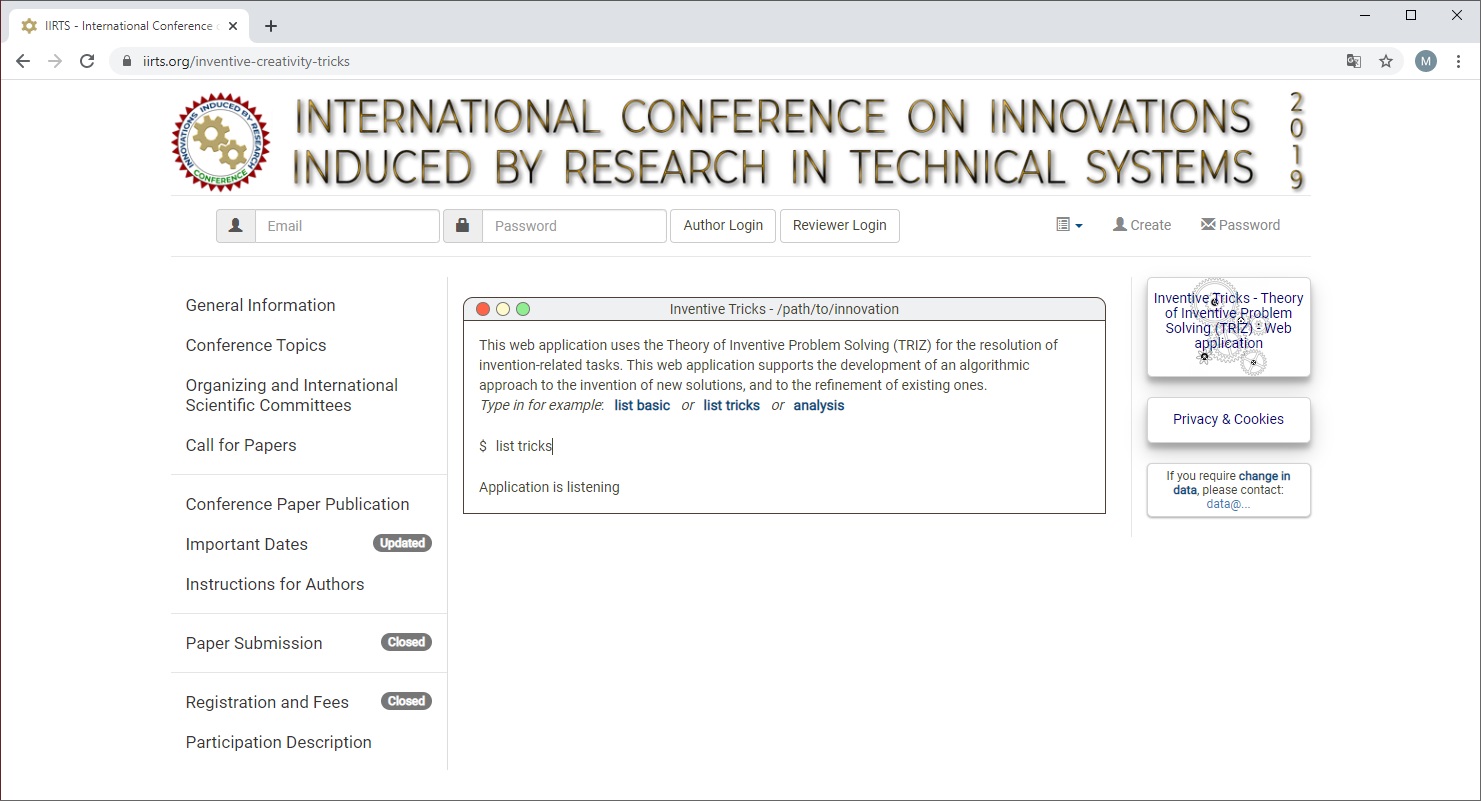 IIRTS - International Conference
iirts.org/inventive-creativity-tricks
M
INNOVATIONS INDUCED BY RESEARCH
CONFERENCE
INTERNATIONAL CONFERENCE ON INNOVATIONS
INDUCED BY RESEARCH IN TECHNICAL SYSTEMS
2019
Email
Password
Author Login
Reviewer Login
Create
Password
General Information
Conference Topics
Organizing and International
Scientific Committees
Call for Papers
Conference Paper Publication
Important Dates Updated
Instructions for Authors
Paper Submission Closed
Registration and Fees Closed
Participation Description
Inventive Tricks - /path/to/innovation
This web application uses the Theory of Inventive Problem Solving (TRIZ) for the resolution of
invention-related tasks. This web application supports the development of an algorithmic
approach to the invention of new solutions, and to the refinement of existing ones.
Type in for example: list basic or list tricks or analysis
$ list tricks
Application is listening
Inventive Tricks - Theory
of Inventive Problem
Solving (TRIZ) - Web
application
Privacy & Cookies
If you require change in
data, please contact:
data@...